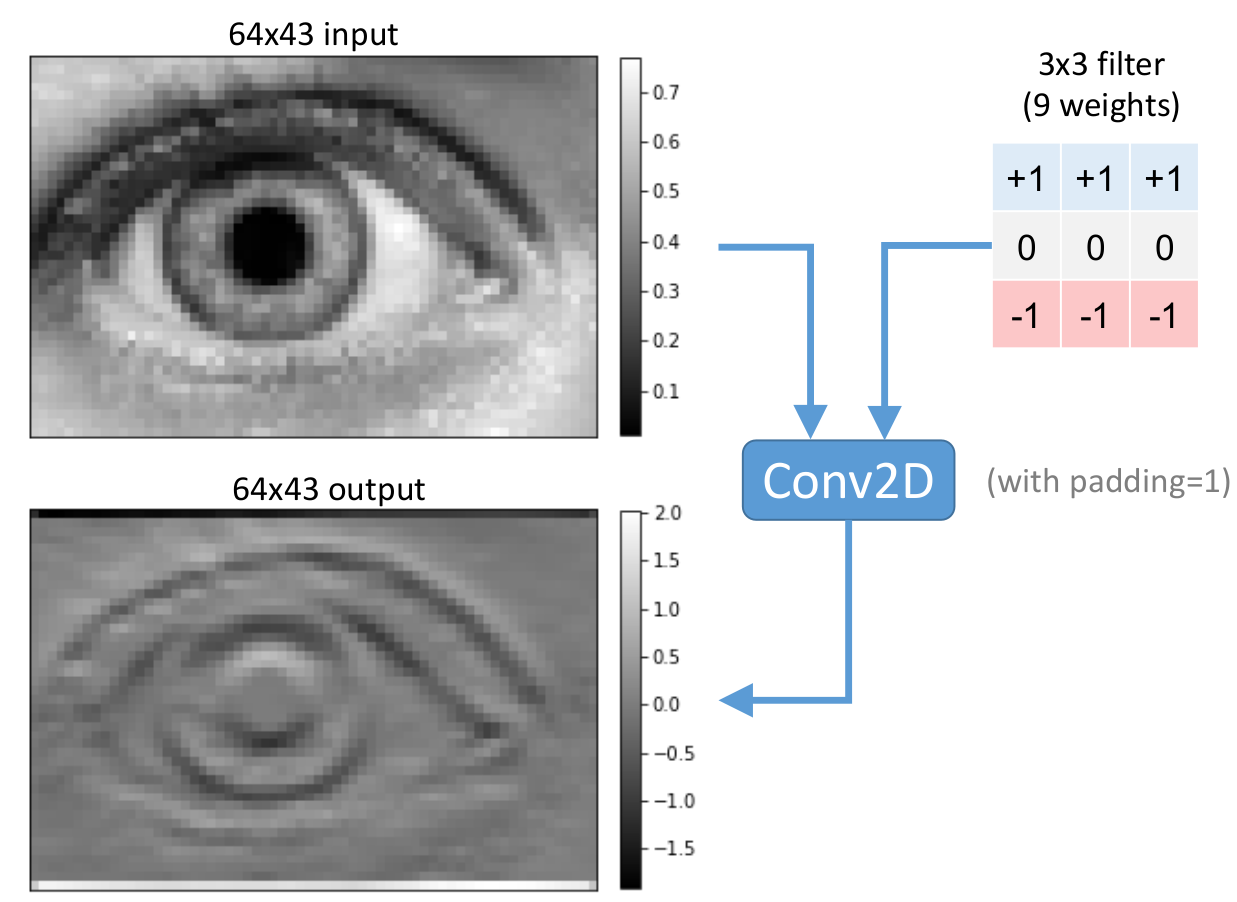 64x43 input
0.7
0.6
0.5
0.4
0.3
0.2
0.1
3x3 filter
(9 weights)
+1 +1 +1
0 0 0
-1 -1 -1
Conv2D
(with padding=1)
64x43 output
2.0
1.5
1.0
0.5
0.0
−0.5
−1.0
−1.5